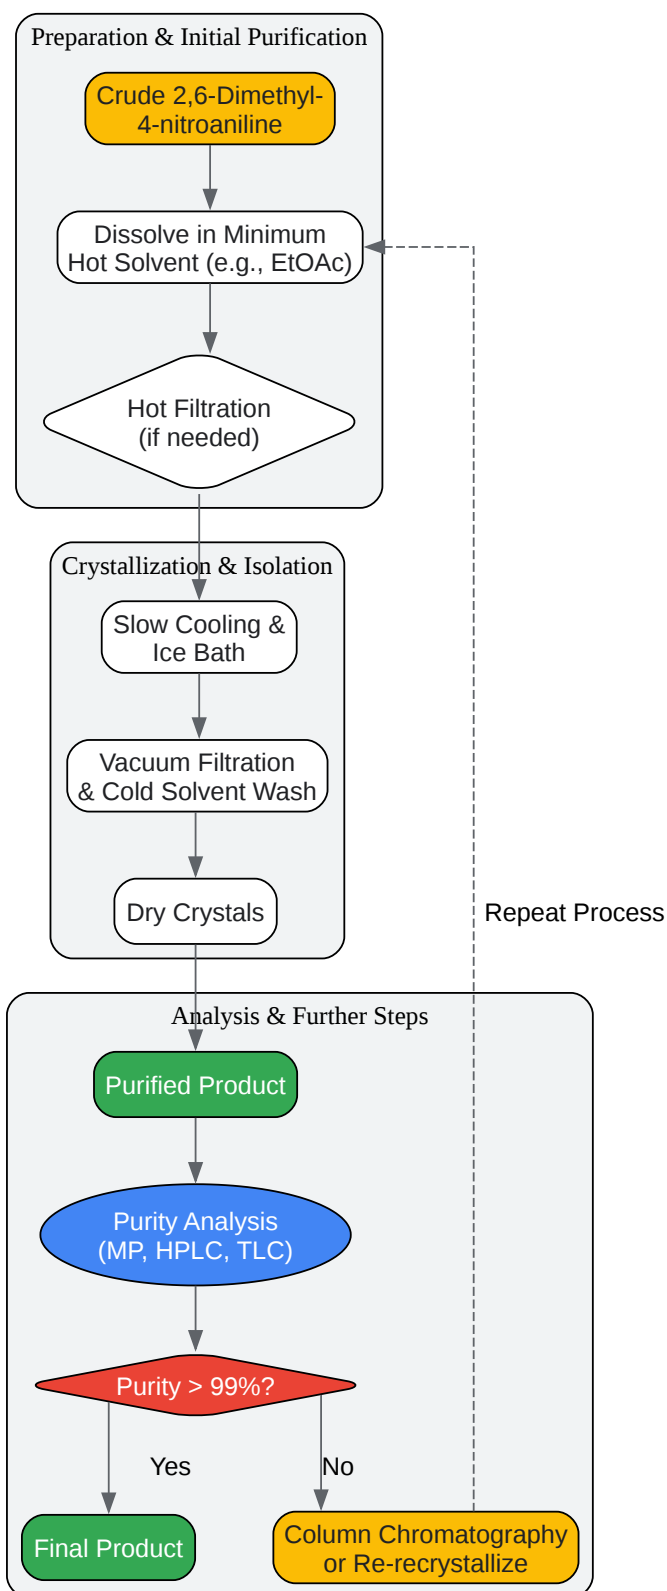 Preparation & Initial Purification
Crude 2,6-Dimethyl-
4-nitroaniline
Dissolve in Minimum
Hot Solvent (e.g., EtOAc)
Hot Filtration
(if needed)
Crystallization & Isolation
Slow Cooling &
Ice Bath
Vacuum Filtration
& Cold Solvent Wash
Dry Crystals
Repeat Process
Analysis & Further Steps
Purified Product
Purity Analysis
(MP, HPLC, TLC)
Purity > 99%?
Yes
No
Final Product
Column Chromatography
or Re-recrystallize